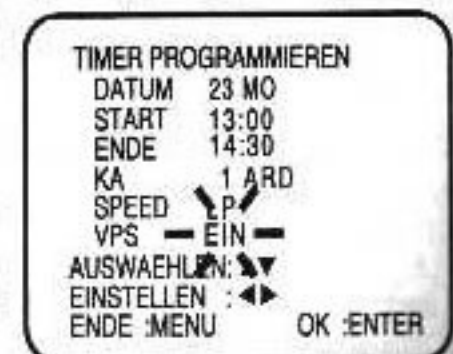 TIMER PROGRAMMIEREN
DATUM 23 MO
START 13:00
ENDE 14:30
KA 1 ARD
SPEED LP
VPS EIN
AUSWAEHLEN: ▲▼
EINSTELLEN : ◀▶
ENDE :MENU OK :ENTER